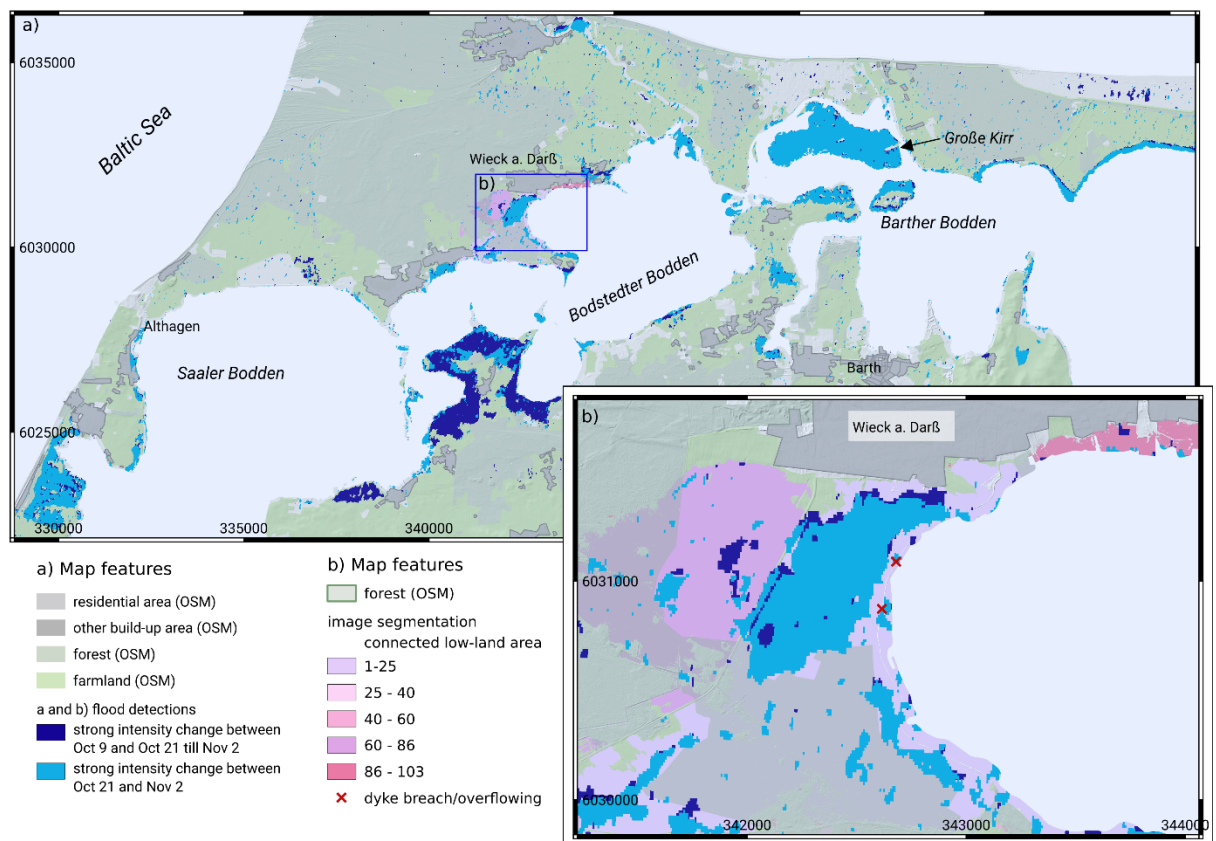 a)
6035000
Baltic Sea
Große Kirr
Wieck a. Darß
b)
6030000
Barther Bodden
Bodstedter Bodden
Althagen
Saaler Bodden
Barth
6025000
330000
335000
340000
b)
Wieck a. Darß
6031000
6030000
342000
343000
344000
a) Map features
residential area (OSM)
other build-up area (OSM)
forest (OSM)
farmland (OSM)
a and b) flood detections
strong intensity change between
Oct 9 and Oct 21 till Nov 2
strong intensity change between
Oct 21 and Nov 2
b) Map features
forest (OSM)
image segmentation
connected low-land area
1-25
25 - 40
40 - 60
60 - 86
86 - 103
dyke breach/overflowing